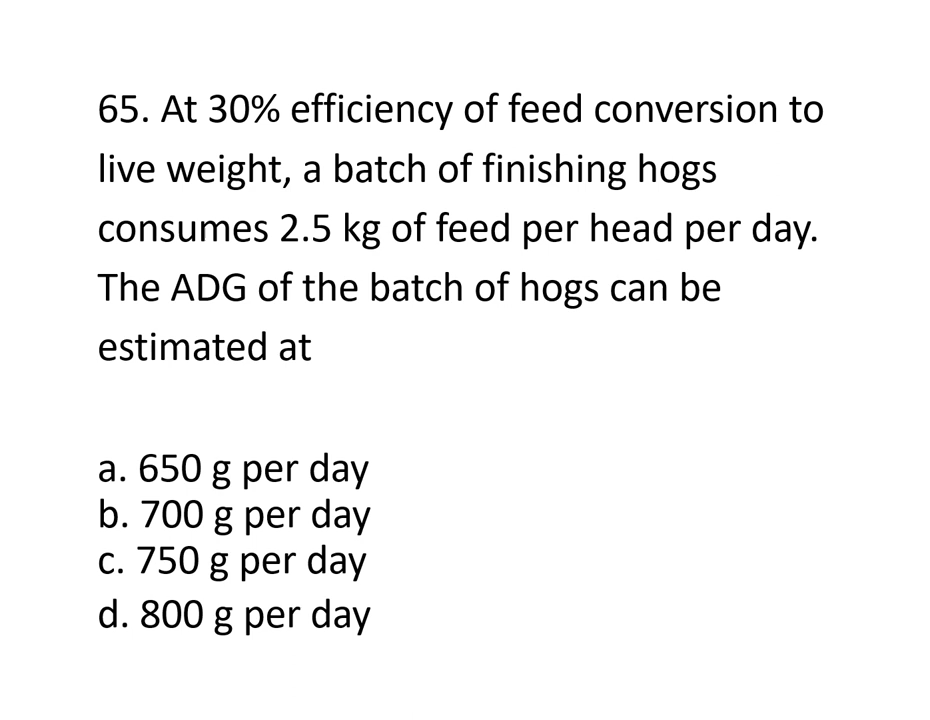 65. At 30% efficiency of feed conversion to
live weight, a batch of finishing hogs
consumes 2.5 kg of feed per head per day.
The ADG of the batch of hogs can be
estimated at
a. 650 g per day
b. 700 g per day
c. 750 g per day
d. 800 g per day